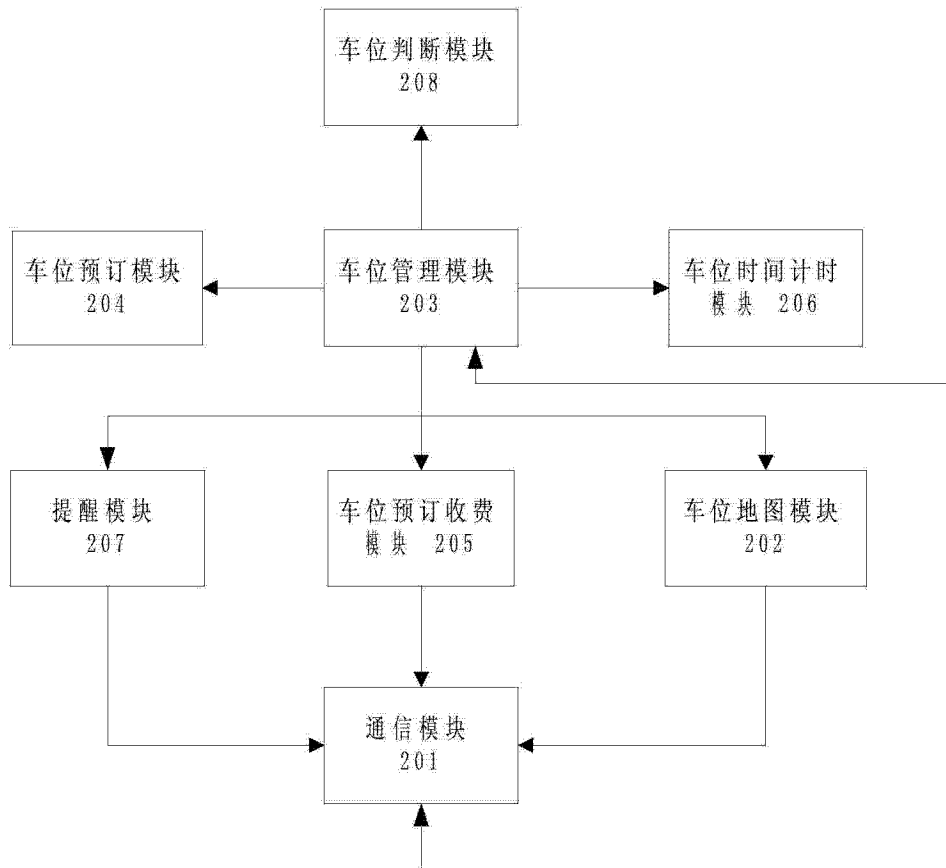 车位判断模块
208
车位预订模块
204
车位管理模块
203
车位时间计时
模块 206
提醒模块
207
车位预订收费
模块 205
车位地图模块
202
通信模块
201